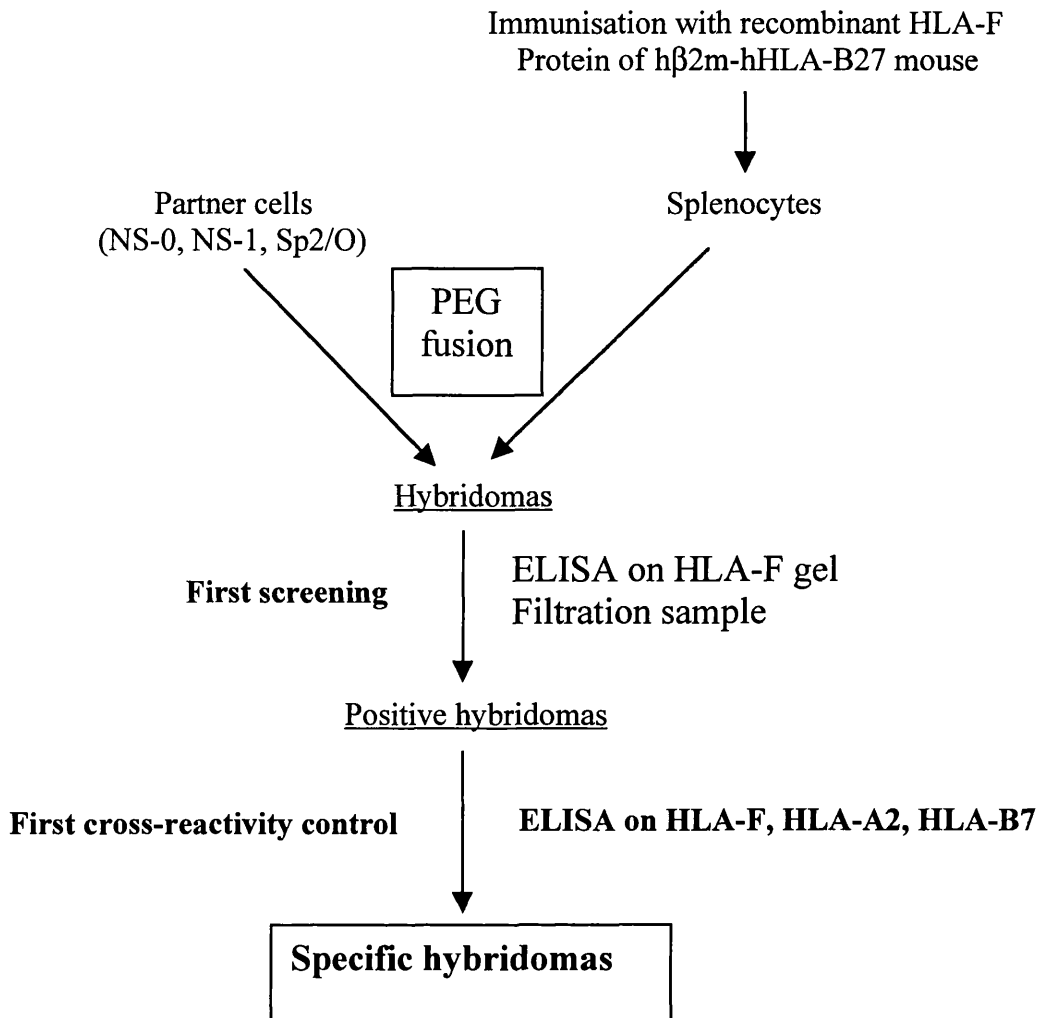 Immunisation with recombinant HLA-F
Protein of hβ2m-hHLA-B27 mouse
Partner cells
(NS-0, NS-1, Sp2/O)
Splenocytes
PEG
fusion
Hybridomas
First screening
ELISA on HLA-F gel
Filtration sample
Positive hybridomas
First cross-reactivity control
ELISA on HLA-F, HLA-A2, HLA-B7
Specific hybridomas